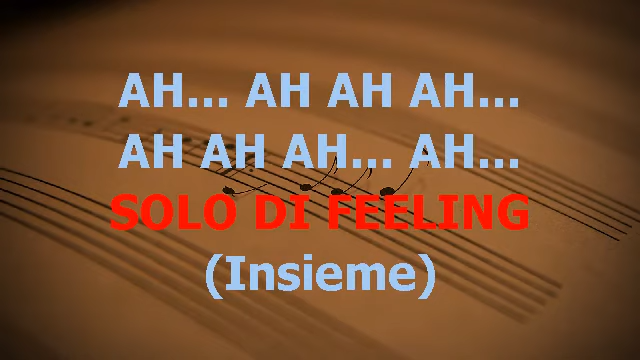 AH... AH AH AH...
AH AH AH... AH...
SOLO DI FEELING
(Insieme)